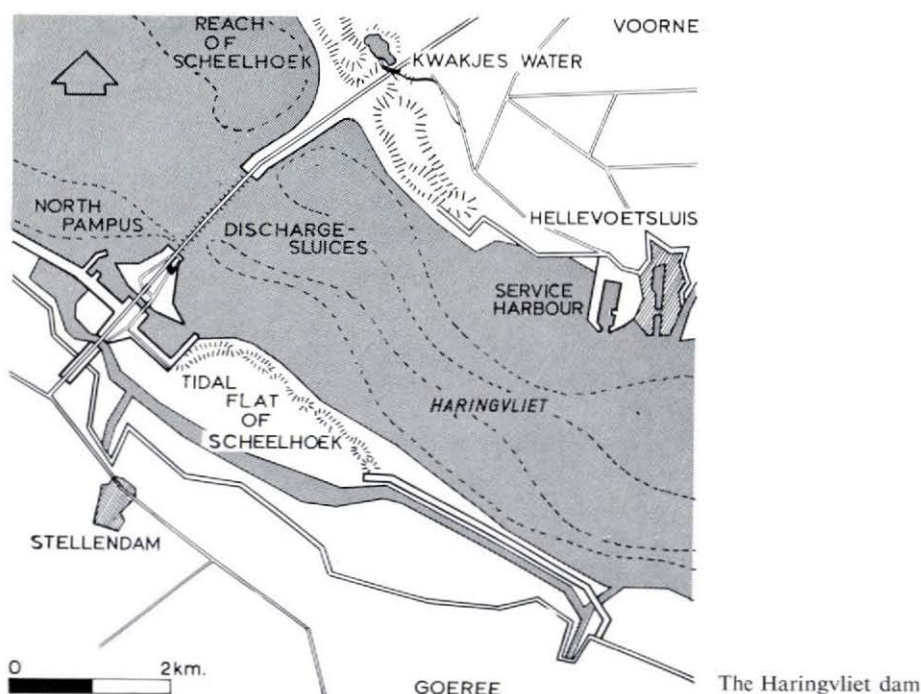 REACH
OF
SCHEELHOEK
VOORNE
KWAKJES WATER
NORTH
PAMPUS
DISCHARGE-
SLUICES
HELLEVOETSLUIS
SERVICE
HARBOUR
TIDAL
FLAT
OF
SCHEELHOEK
HARINGVLIET
STELLENDAM
0 2km.
GOEREE
The Haringvliet dam